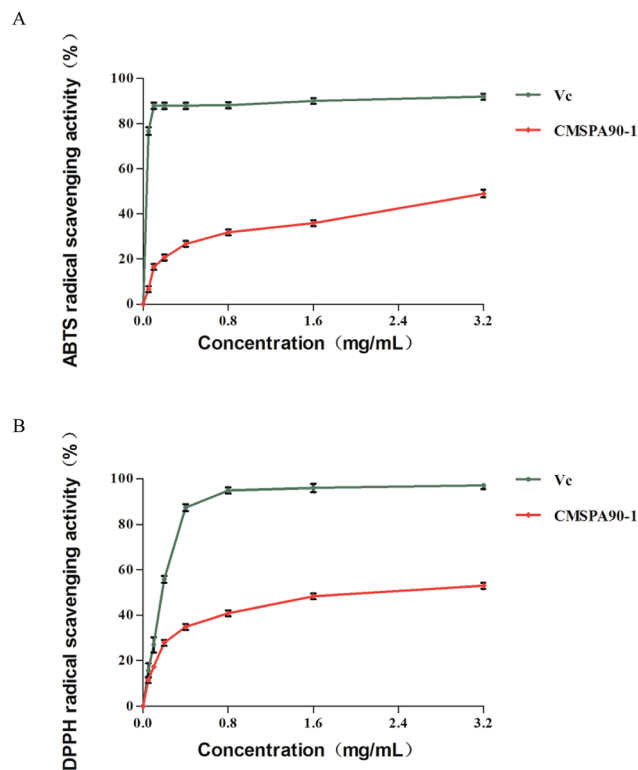 A
ABTS radical scavenging activity (%)
100
80
60
40
20
0
0.0
0.8
1.6
2.4
3.2
Concentration（mg/mL）
Vc
CMSPA90-1
B
DPPH radical scavenging activity (%)
100
80
60
40
20
0
0.0
0.8
1.6
2.4
3.2
Concentration（mg/mL）
Vc
CMSPA90-1